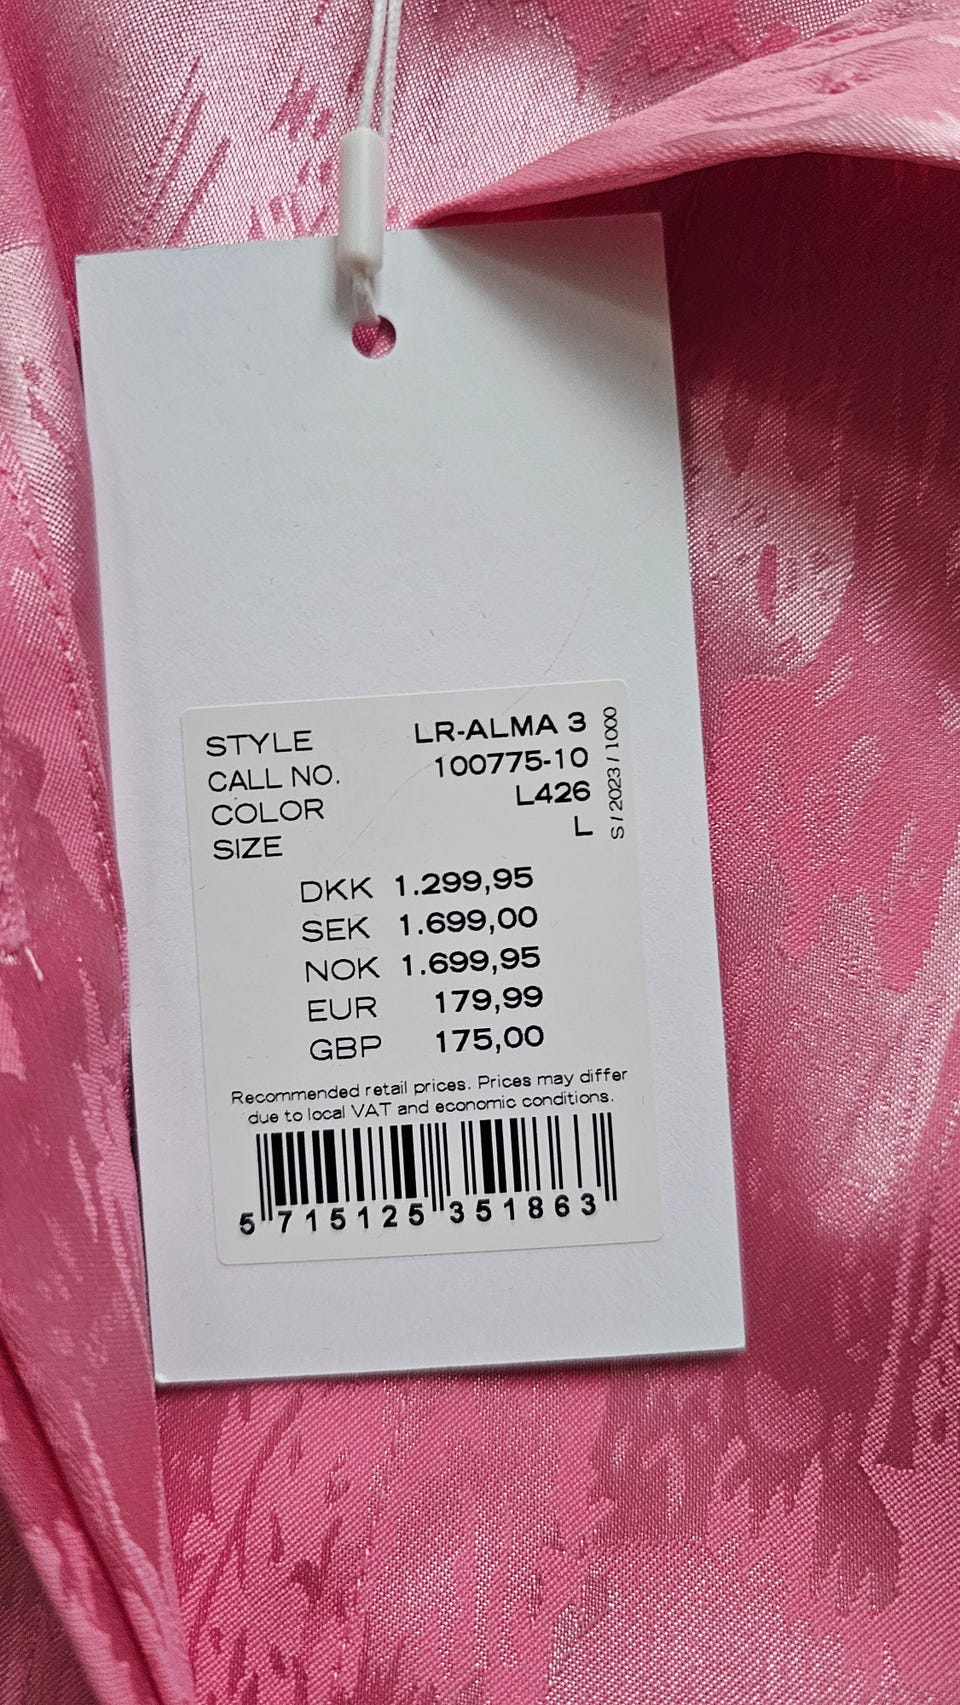 STYLE LR-ALMA 3
CALL NO. 100775-10
COLOR L426
SIZE L
S / 2023 / 1000
DKK 1.299,95
SEK 1.699,00
NOK 1.699,95
EUR 179,99
GBP 175,00
Recommended retail prices. Prices may differ
due to local VAT and economic conditions.
5 715125 351863